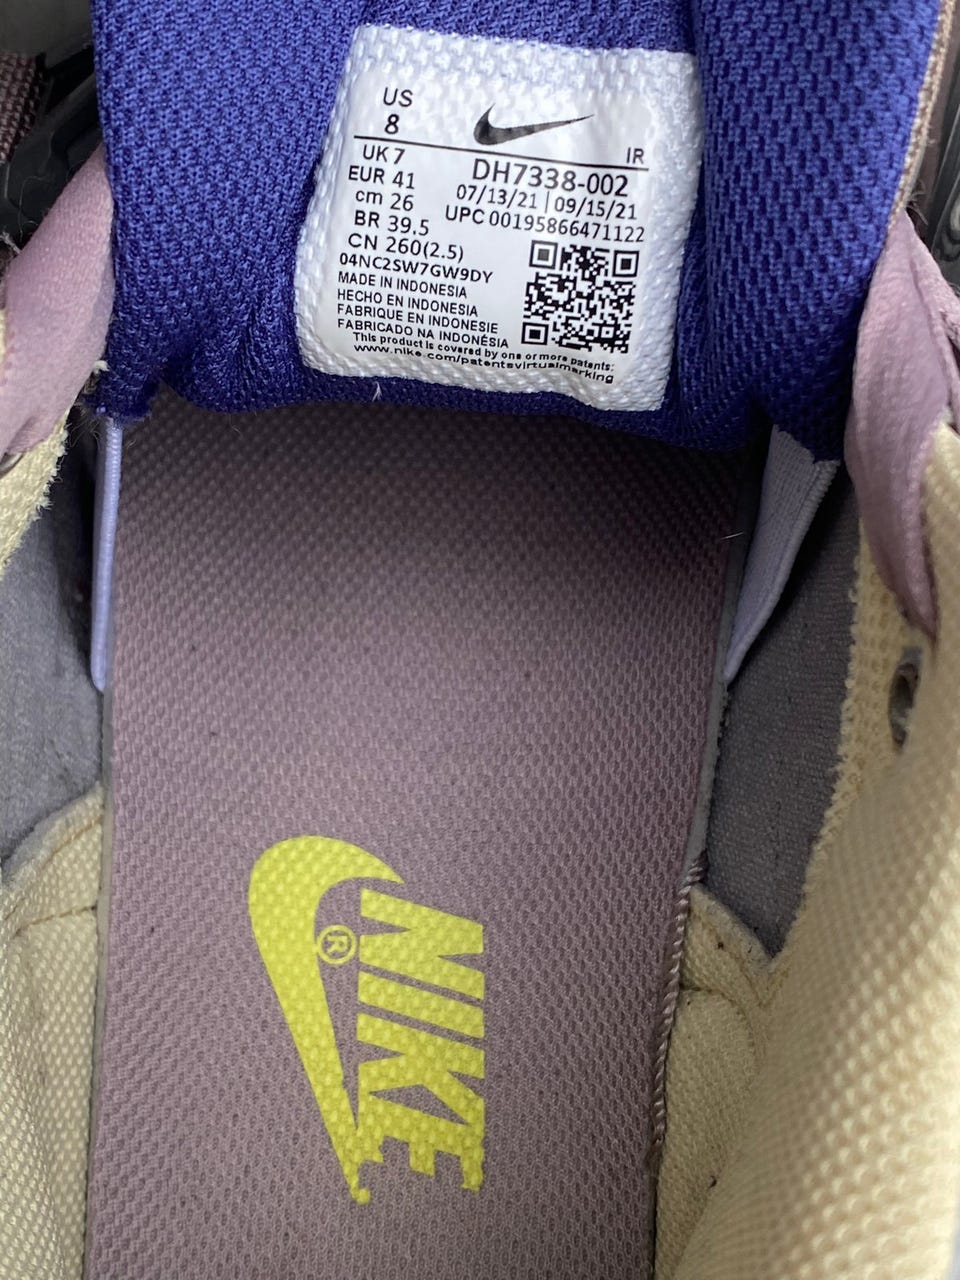 US
8
IR
UK 7
DH7338-002
EUR 41
07/13/21 | 09/15/21
cm 26
UPC 00195866471122
BR 39.5
CN 260(2.5)
04NC2SW7GW9DY
MADE IN INDONESIA
HECHO EN INDONESIA
FABRIQUE EN INDONESIE
FABRICADO NA INDONÉSIA
This product is covered by one or more patents:
www.nike.com/patentsvirtualmarking
NIKE
®